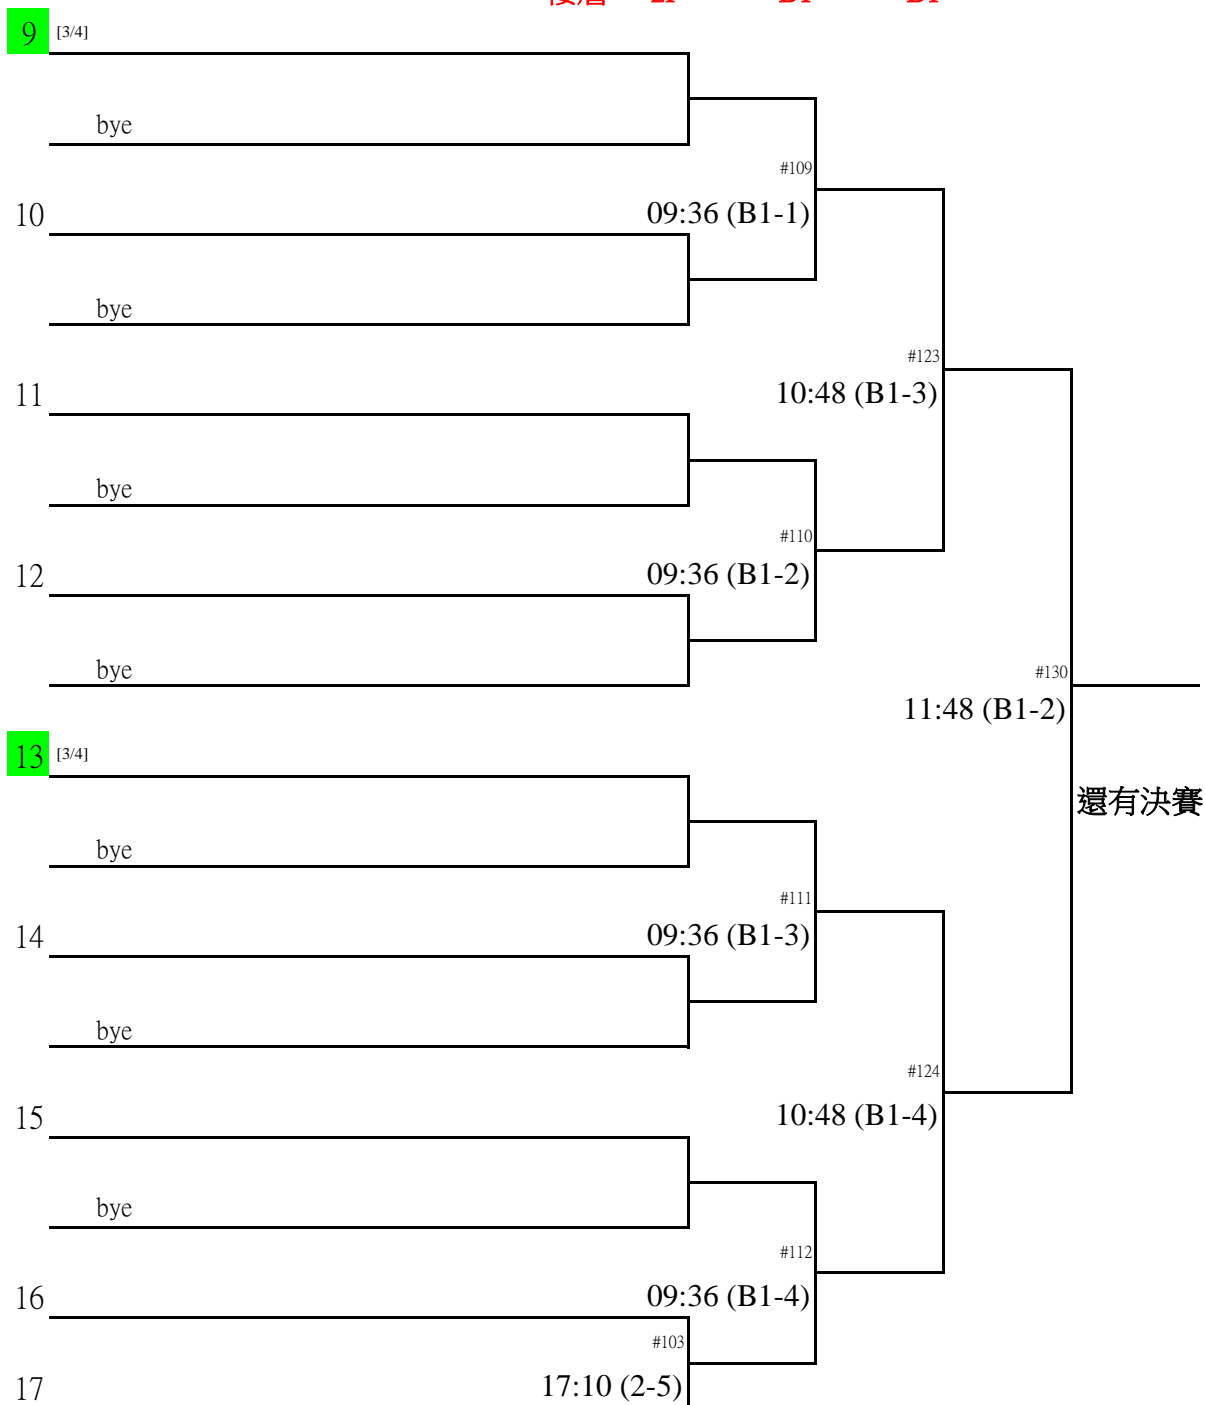 9 [3/4]
bye
#109
10 09:36 (B1-1)
bye
#123
11 10:48 (B1-3)
bye
#110
12 09:36 (B1-2)
bye
#130
11:48 (B1-2)
13 [3/4]
還有決賽
bye
#111
14 09:36 (B1-3)
bye
#124
15 10:48 (B1-4)
bye
#112
16 09:36 (B1-4)
#103
17 17:10 (2-5)